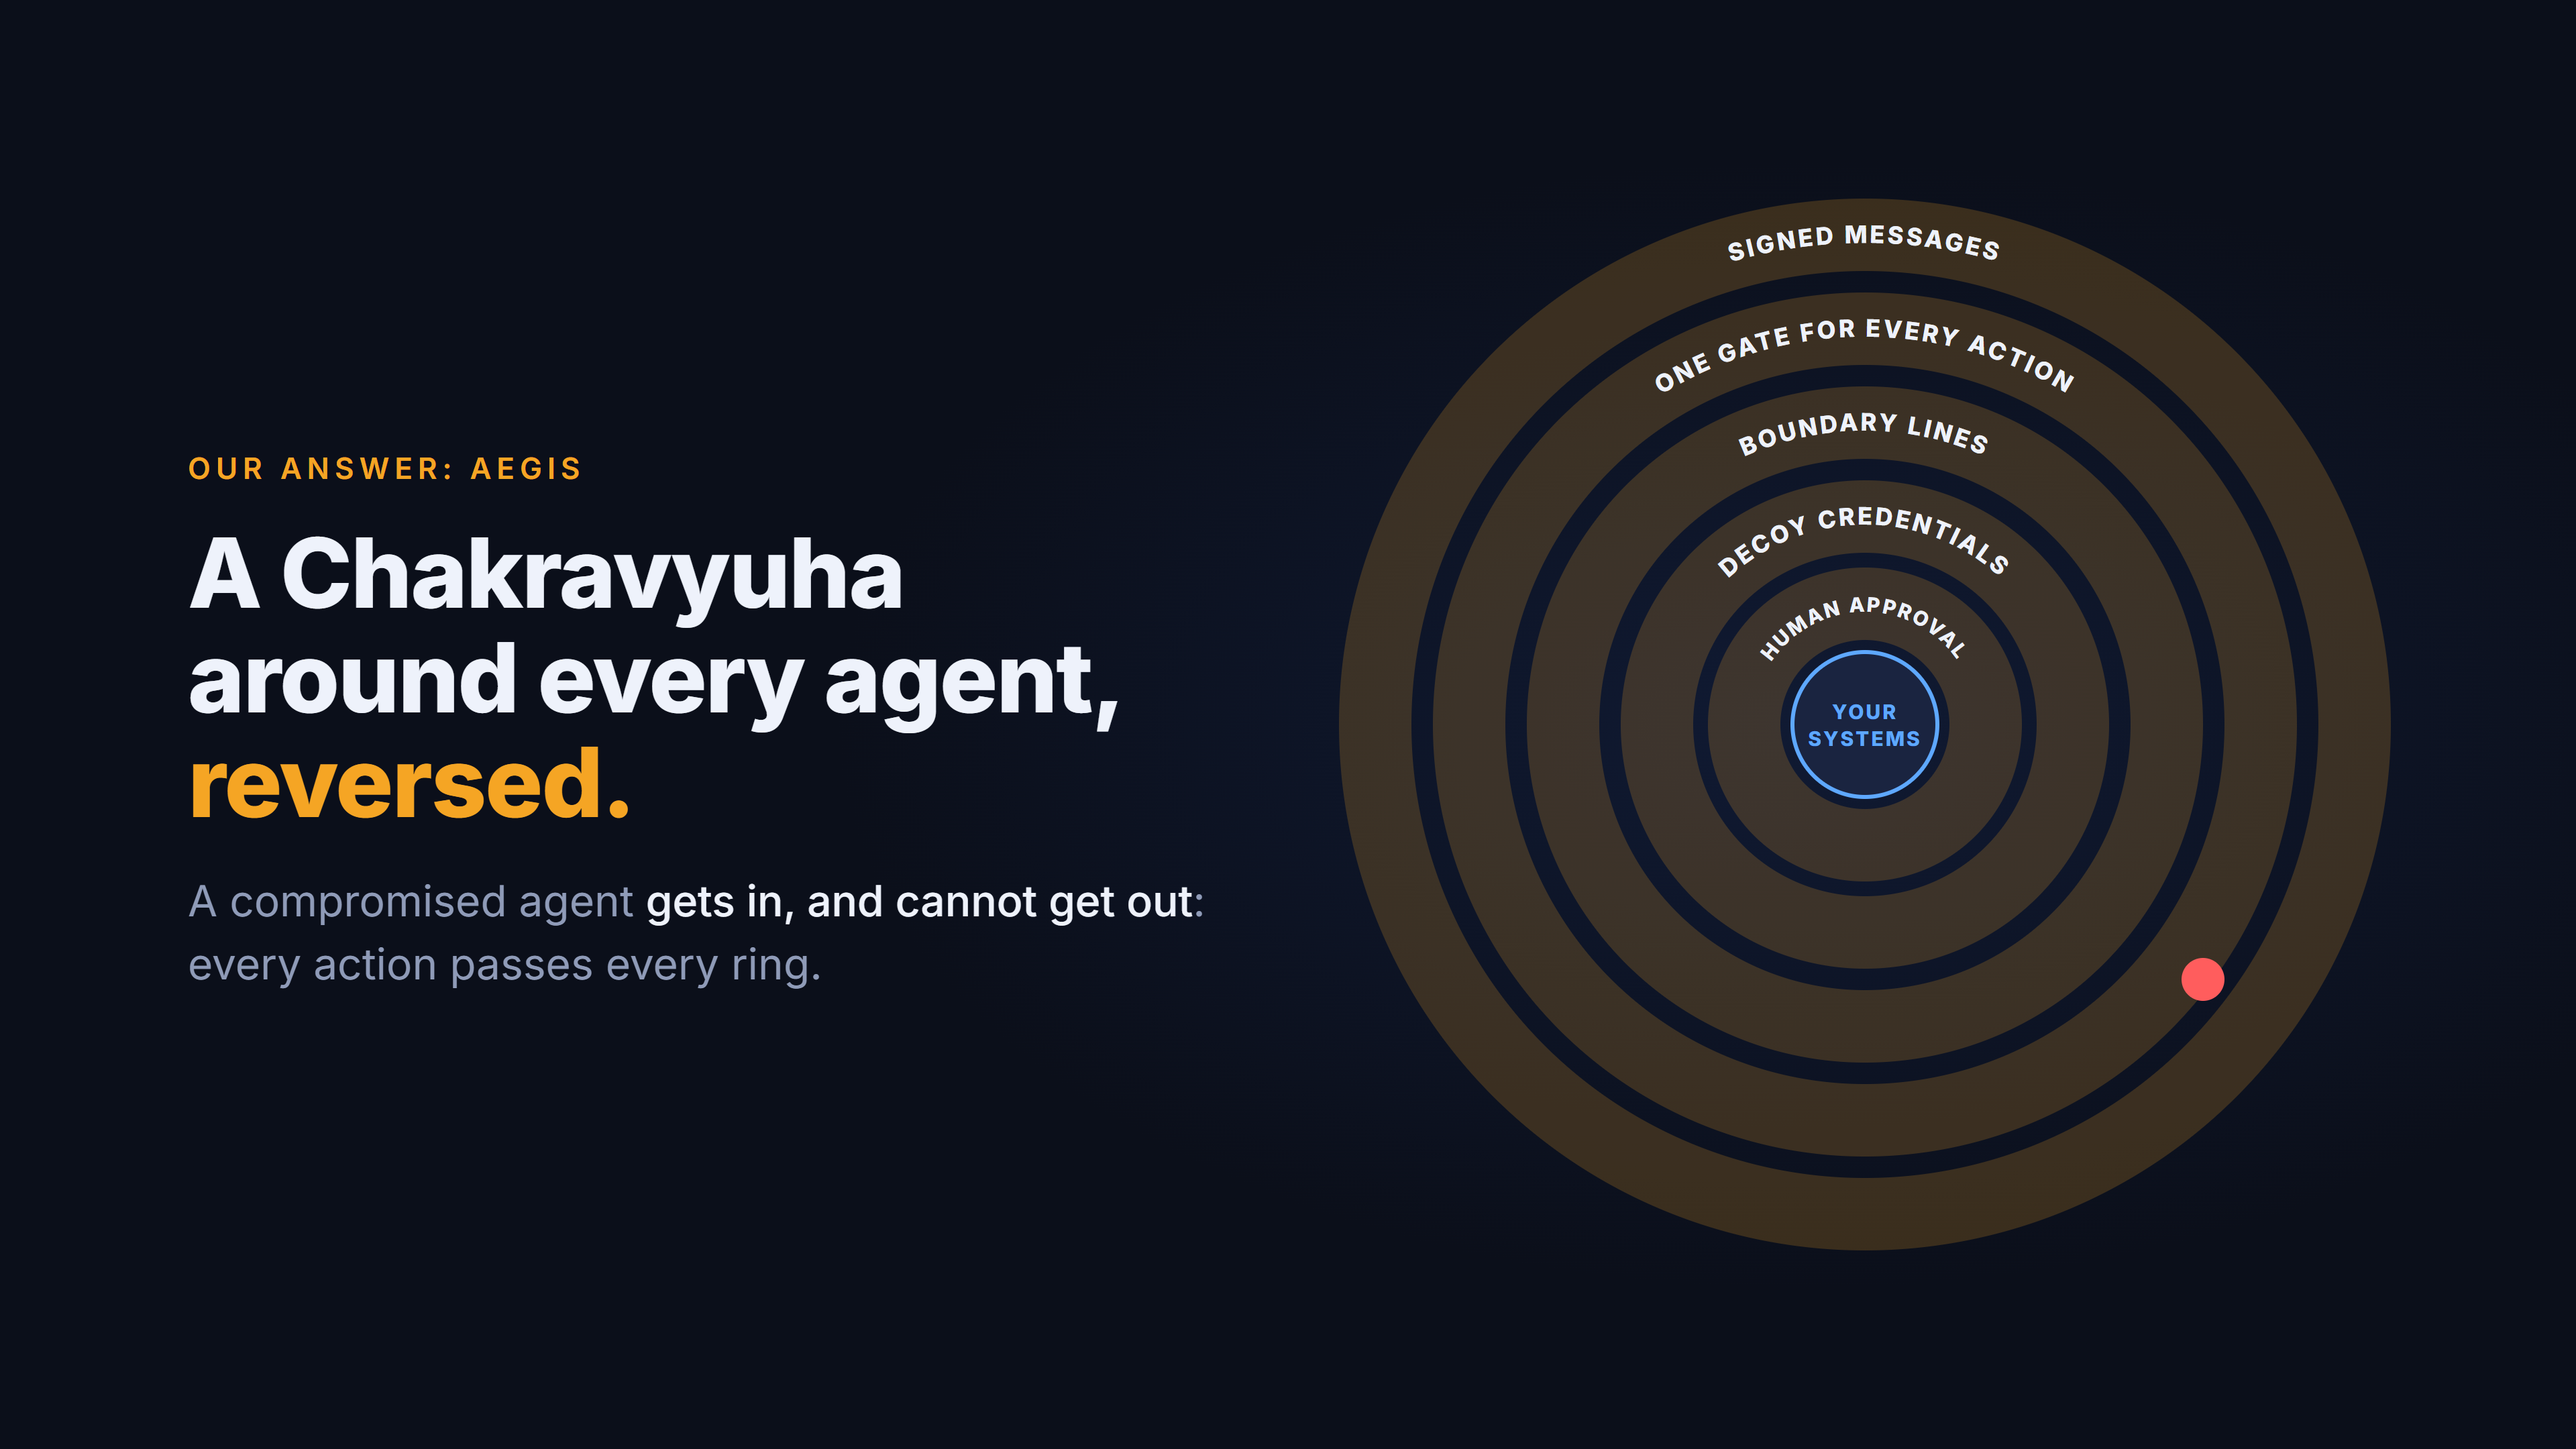 OUR ANSWER: AEGIS
A Chakravyuha
around every agent,
reversed.
A compromised agent gets in, and cannot get out:
every action passes every ring.
SIGNED MESSAGES
ONE GATE FOR EVERY ACTION
BOUNDARY LINES
DECOY CREDENTIALS
HUMAN APPROVAL
YOUR
SYSTEMS